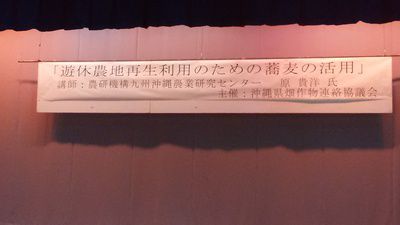 「遊休農地再生利用のための蕎麦の活用」
講師：農研機構九州沖縄農業研究センター　原 貴洋 氏
主催：沖縄県畑作物連絡協議会